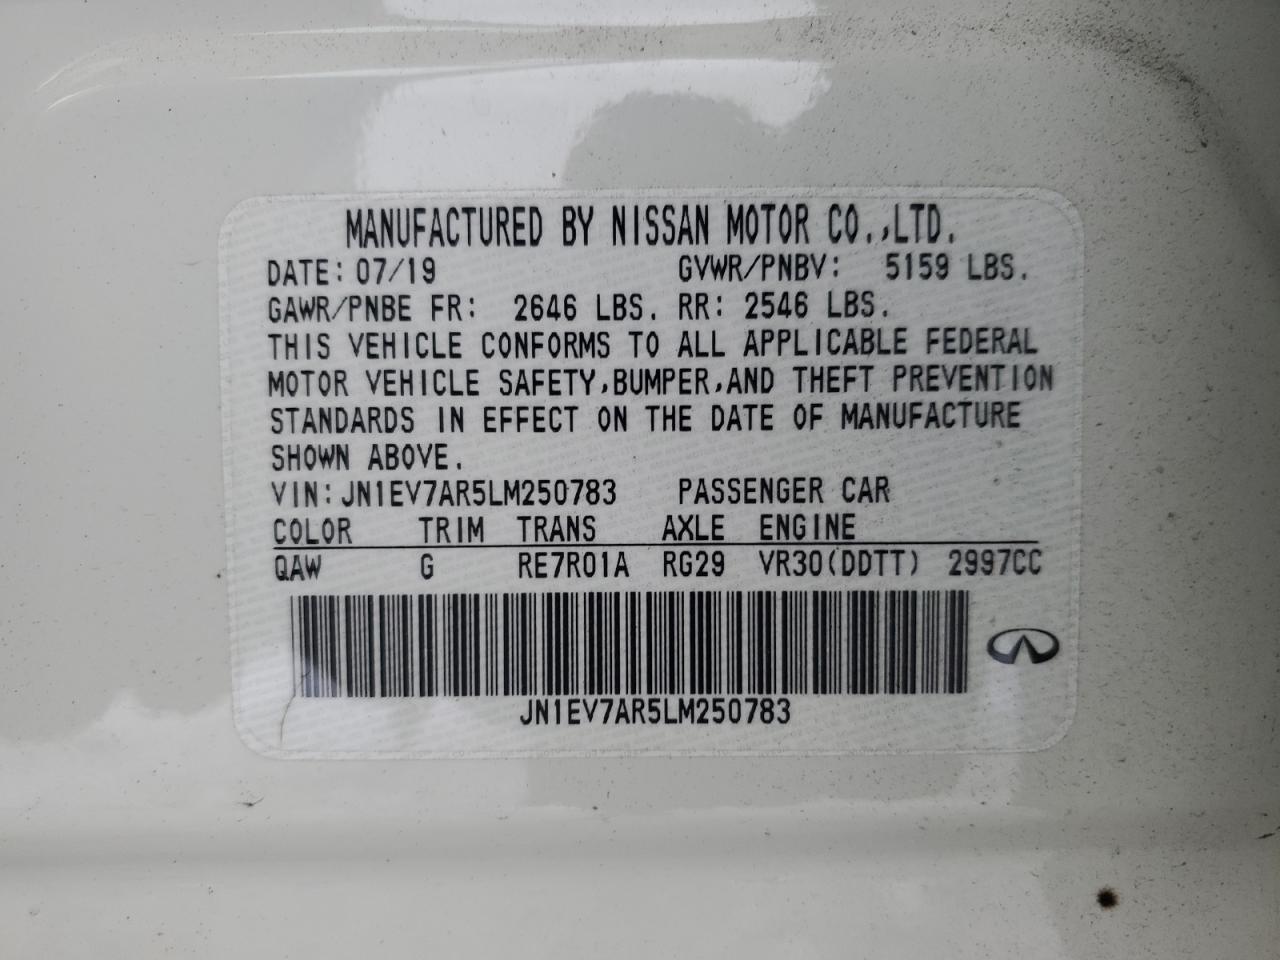 MANUFACTURED BY NISSAN MOTOR CO.,LTD.
DATE: 07/19 GVWR/PNBV: 5159 LBS.
GAWR/PNBE FR: 2646 LBS. RR: 2546 LBS.
THIS VEHICLE CONFORMS TO ALL APPLICABLE FEDERAL
MOTOR VEHICLE SAFETY,BUMPER,AND THEFT PREVENTION
STANDARDS IN EFFECT ON THE DATE OF MANUFACTURE
SHOWN ABOVE.
VIN:JN1EV7AR5LM250783 PASSENGER CAR
COLOR TRIM TRANS AXLE ENGINE
QAW G RE7R01A RG29 VR30(DDTT) 2997CC
JN1EV7AR5LM250783